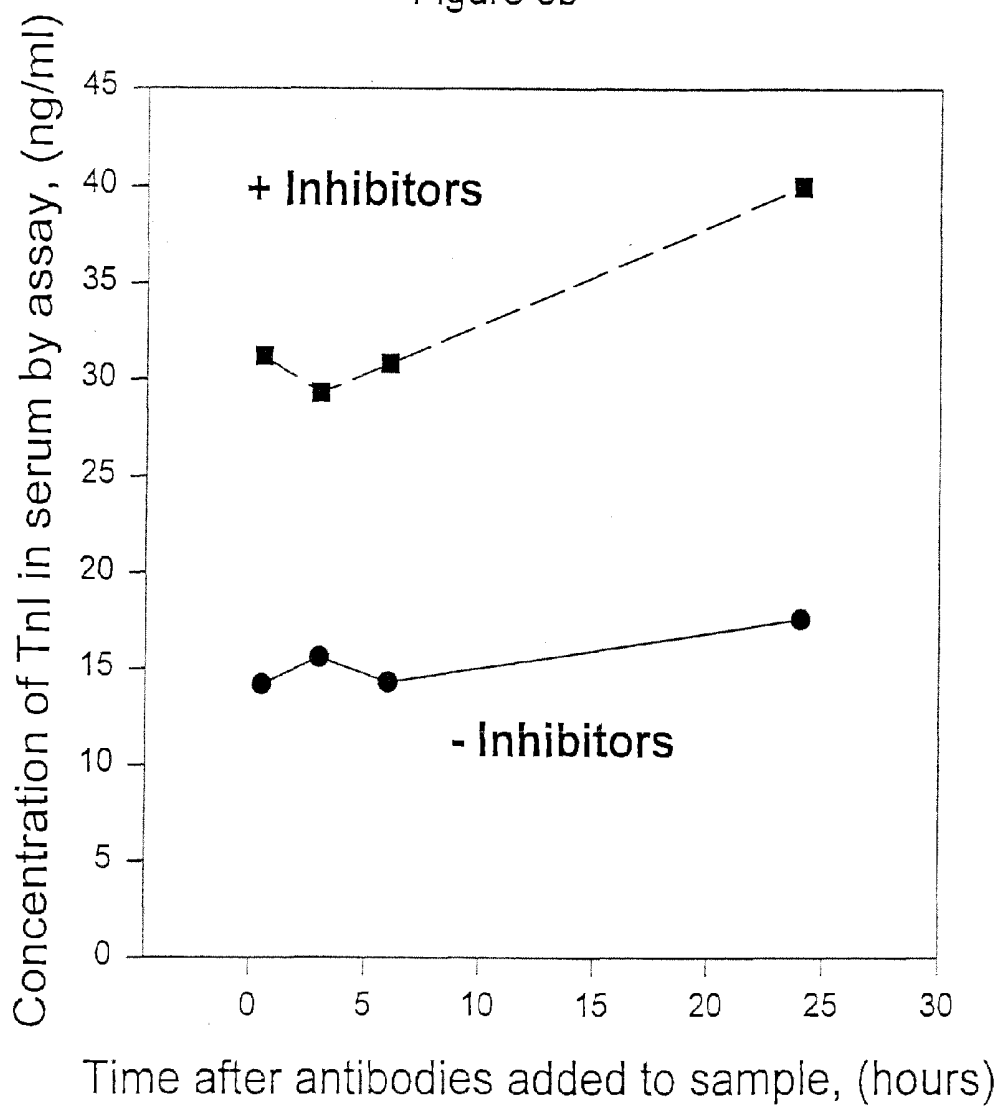 Concentration of TnI in serum by assay, (ng/ml)
45
40
35
30
25
20
15
10
5
0
+ Inhibitors
- Inhibitors
0 5 10 15 20 25 30
Time after antibodies added to sample, (hours)